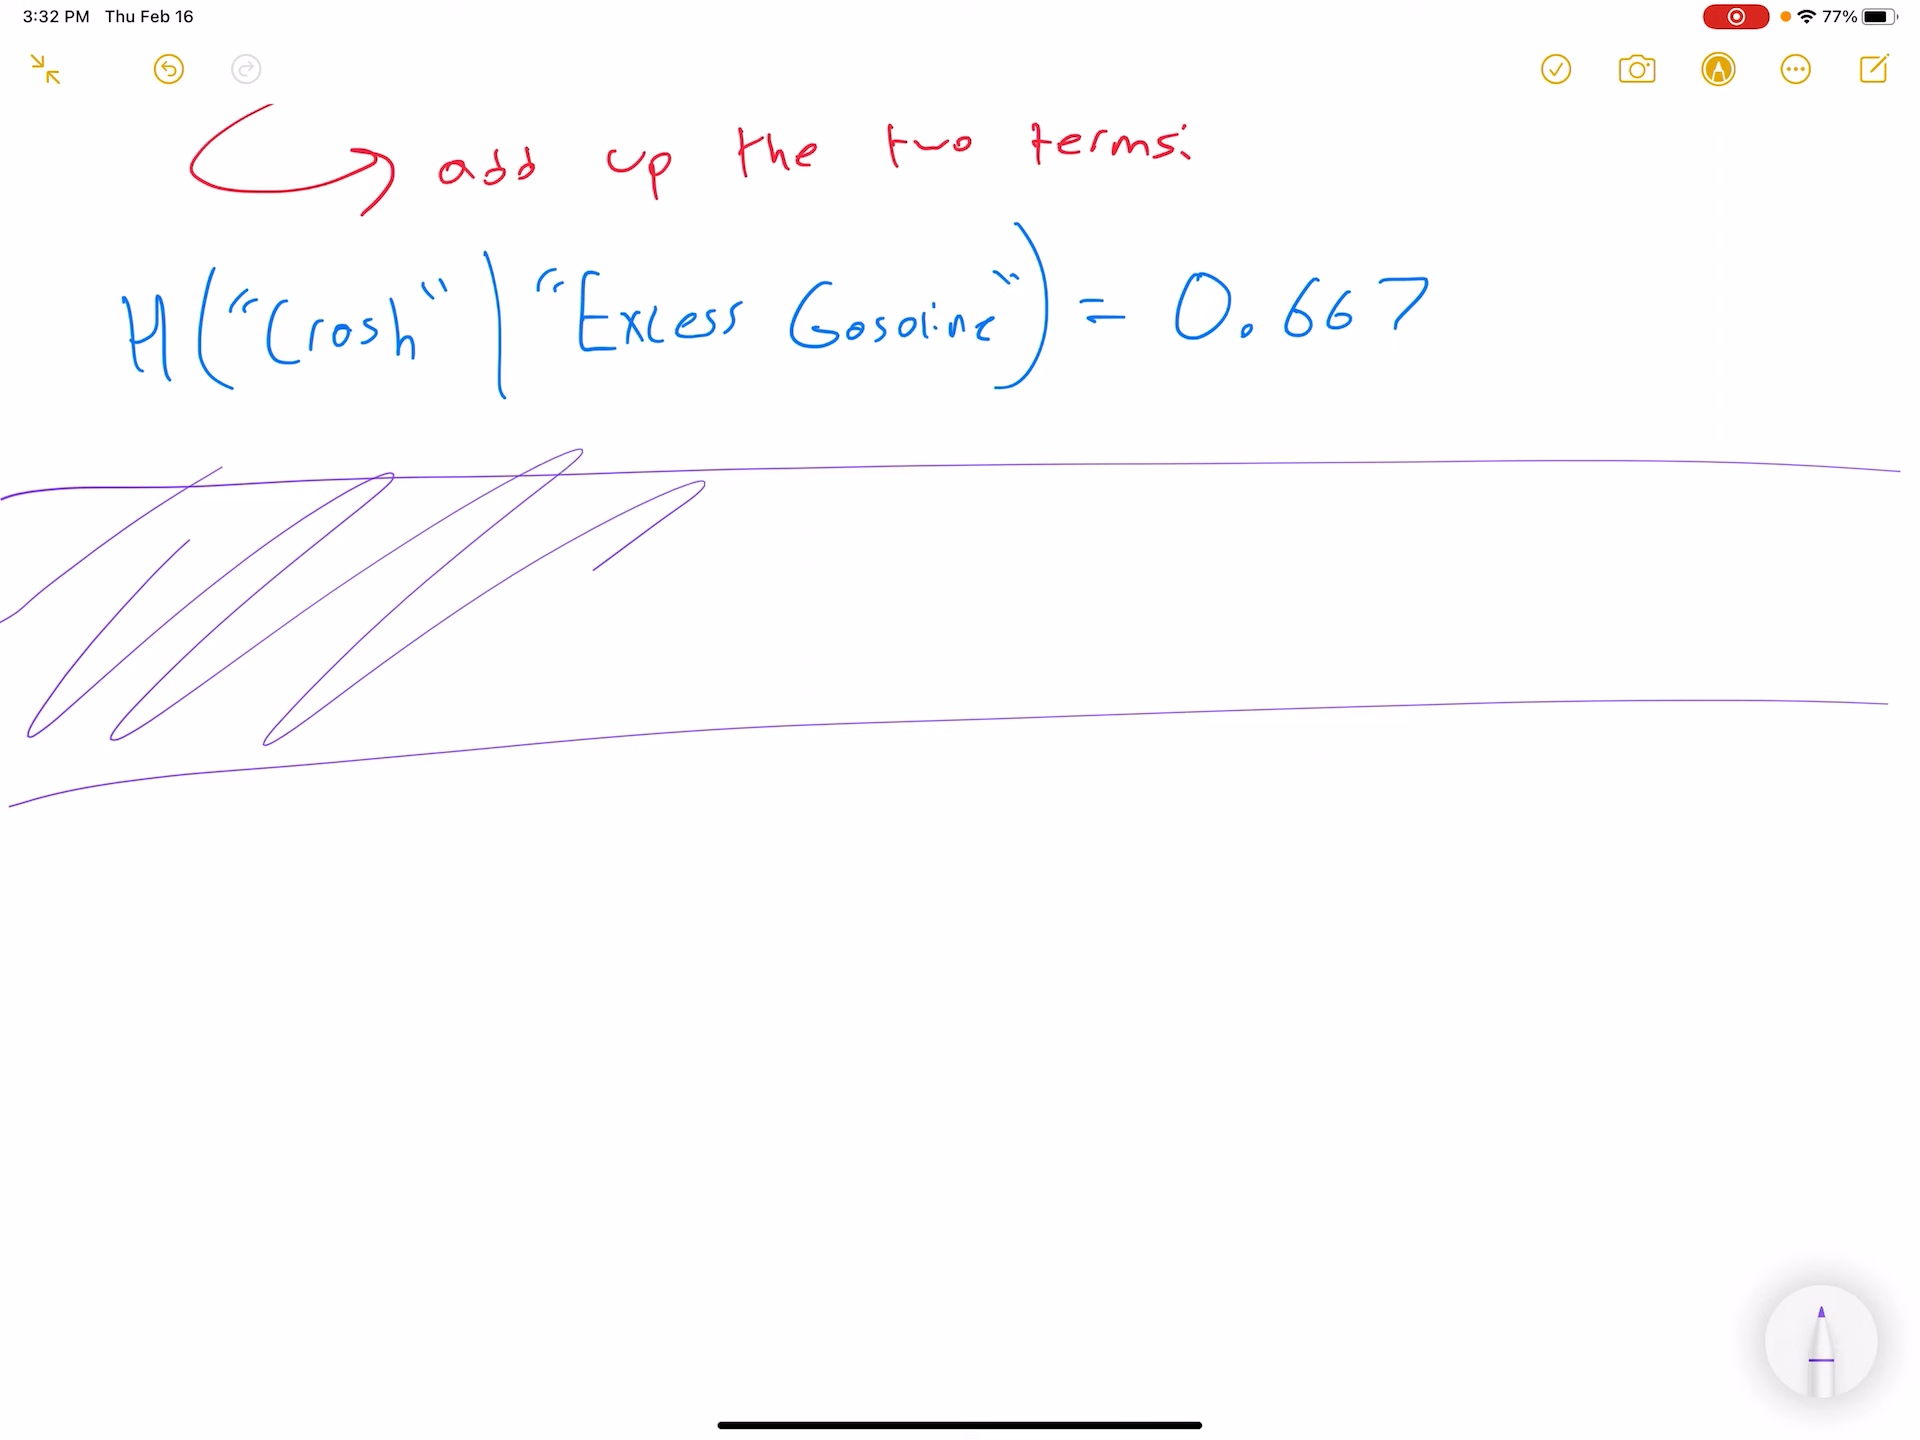 3:32 PM Thu Feb 16 77%
add up the two terms:
H("Crash" | "Excess Gasoline") = 0.667